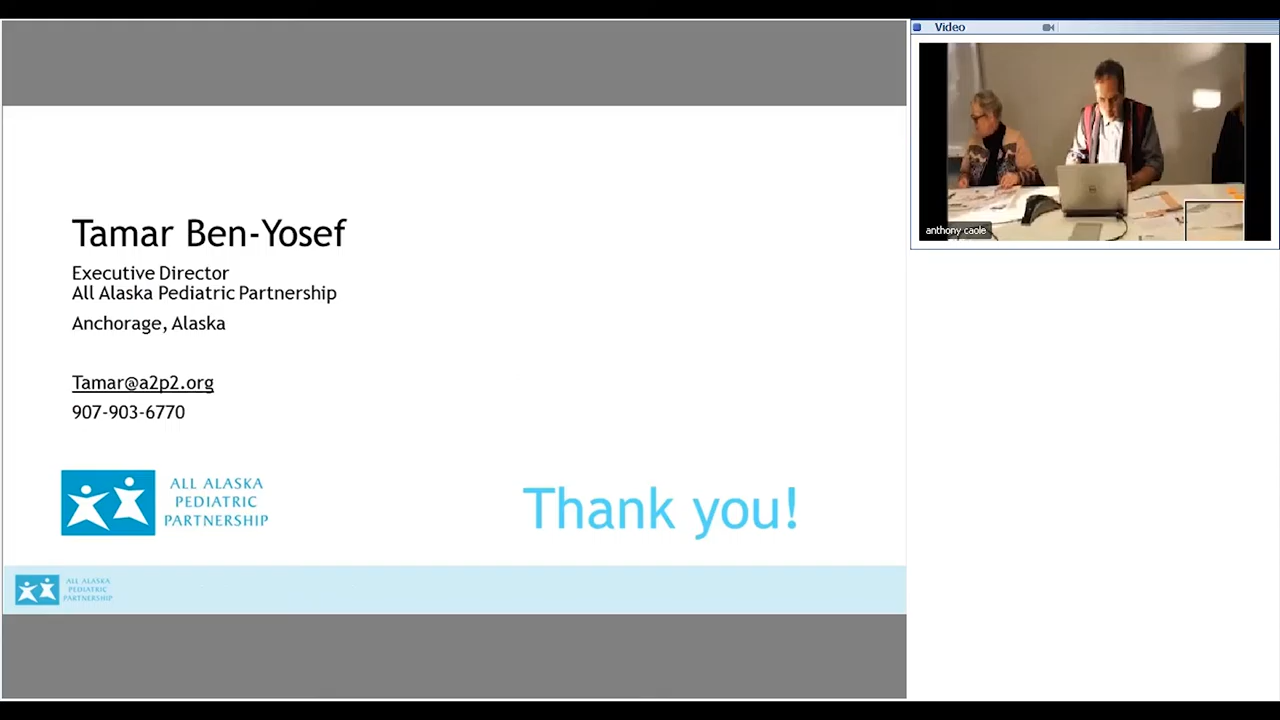 Video
anthony caole
Tamar Ben-Yosef
Executive Director
All Alaska Pediatric Partnership
Anchorage, Alaska
Tamar@a2p2.org
907-903-6770
ALL ALASKA
PEDIATRIC
PARTNERSHIP
Thank you!
ALL ALASKA
PEDIATRIC
PARTNERSHIP